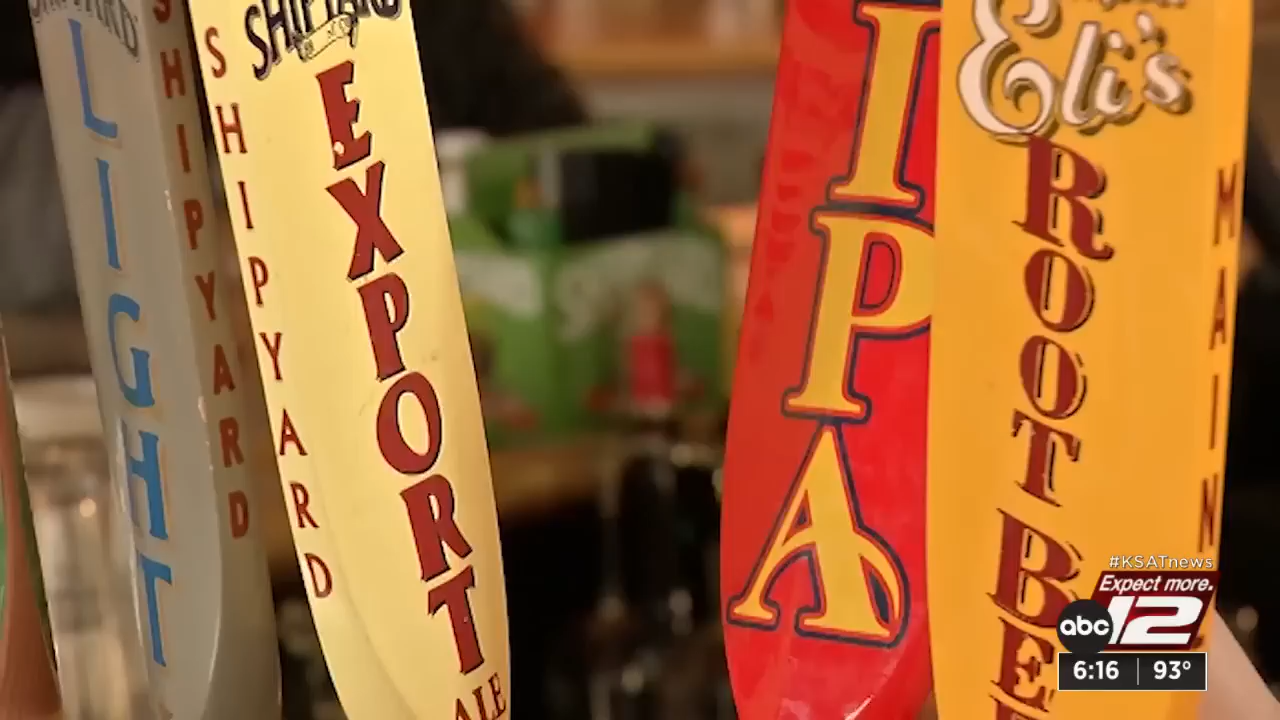 SHIPYARD
LIGHT
SHIPYARD
SHIPYARD
SHIPYARD
EXPORT
ALE
IPA
Eli's
ROOT BEE
MAIN
#KSATnews
Expect more.
abc 12
6:16 93°